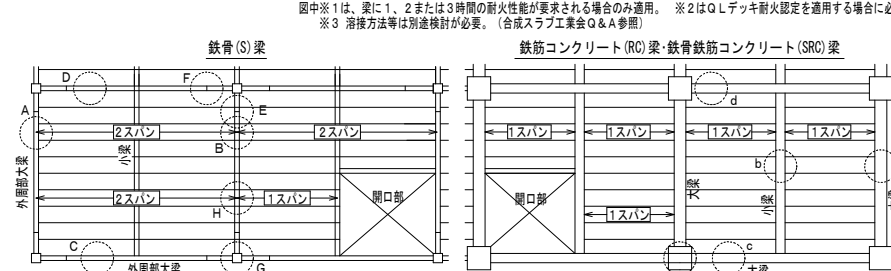 図中※1は、梁に1、2または3時間の耐火性能が要求される場合のみ適用。 ※2はQLデッキ耐火認定を適用する場合に必
※3 溶接方法等は別途検討が必要。(合成スラブ工業会Q&A参照)
鉄骨(S)梁
鉄筋コンクリート(RC)梁・鉄骨鉄筋コンクリート(SRC)梁
D
F
d
A
E
2スパン
2スパン
1スパン
1スパン
1スパン
1スパン
B
b
小梁
外周部大梁
2スパン
1スパン
開口部
開口部
大梁
小梁
H
1スパン
C
G
c
外周部大梁
大梁